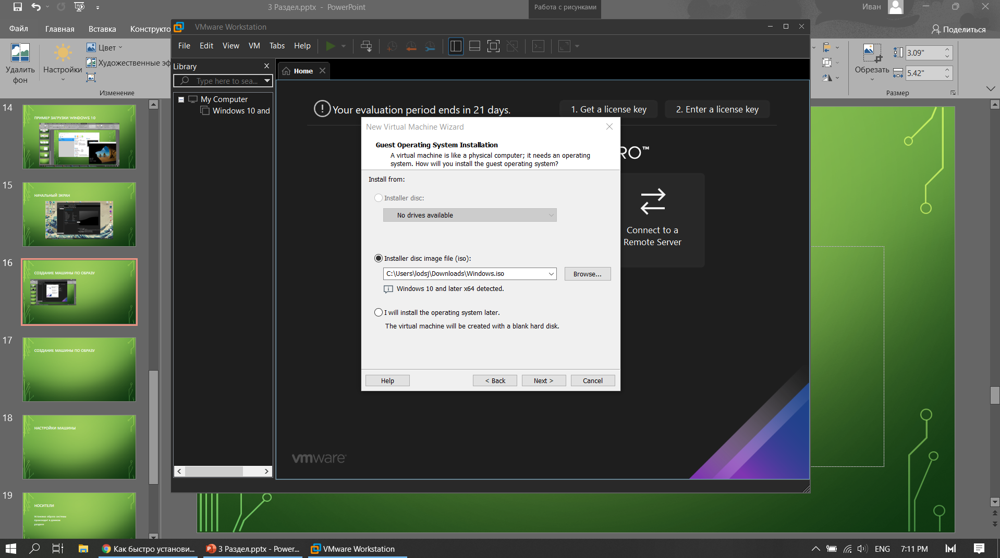 3 Раздел.pptx - PowerPoint
Работа с рисунками
Иван
Файл
Главная
Вставка
Конструкто
Поделиться
VMware Workstation
File
Edit
View
VM
Tabs
Help
Удалить
фон
Настройки
Цвет
Художественные эф
Изменение
Обрезать
3.09"
5.42"
Размер
Library
Type here to sea...
My Computer
Windows 10 and
Home
Your evaluation period ends in 21 days.
1. Get a license key
2. Enter a license key
RO™
Connect to a
Remote Server
vmware
New Virtual Machine Wizard
Guest Operating System Installation
A virtual machine is like a physical computer; it needs an operating
system. How will you install the guest operating system?
Install from:
Installer disc:
No drives available
Installer disc image file (iso):
C:\Users\lodsj\Downloads\Windows.iso
Browse...
Windows 10 and later x64 detected.
I will install the operating system later.
The virtual machine will be created with a blank hard disk.
Help
< Back
Next >
Cancel
14
ПРИМЕР ЗАГРУЗКИ WINDOWS 10
15
НАЧАЛЬНЫЙ ЭКРАН
16
СОЗДАНИЕ МАШИНЫ ПО ОБРАЗУ
17
СОЗДАНИЕ МАШИНЫ ПО ОБРАЗУ
18
НАСТРОЙКИ МАШИНЫ
19
НОСИТЕЛИ
Установка образа системы
происходит в данном
разделе
Как быстро установи...
3 Раздел.pptx - Power...
VMware Workstation
ENG
7:11 PM